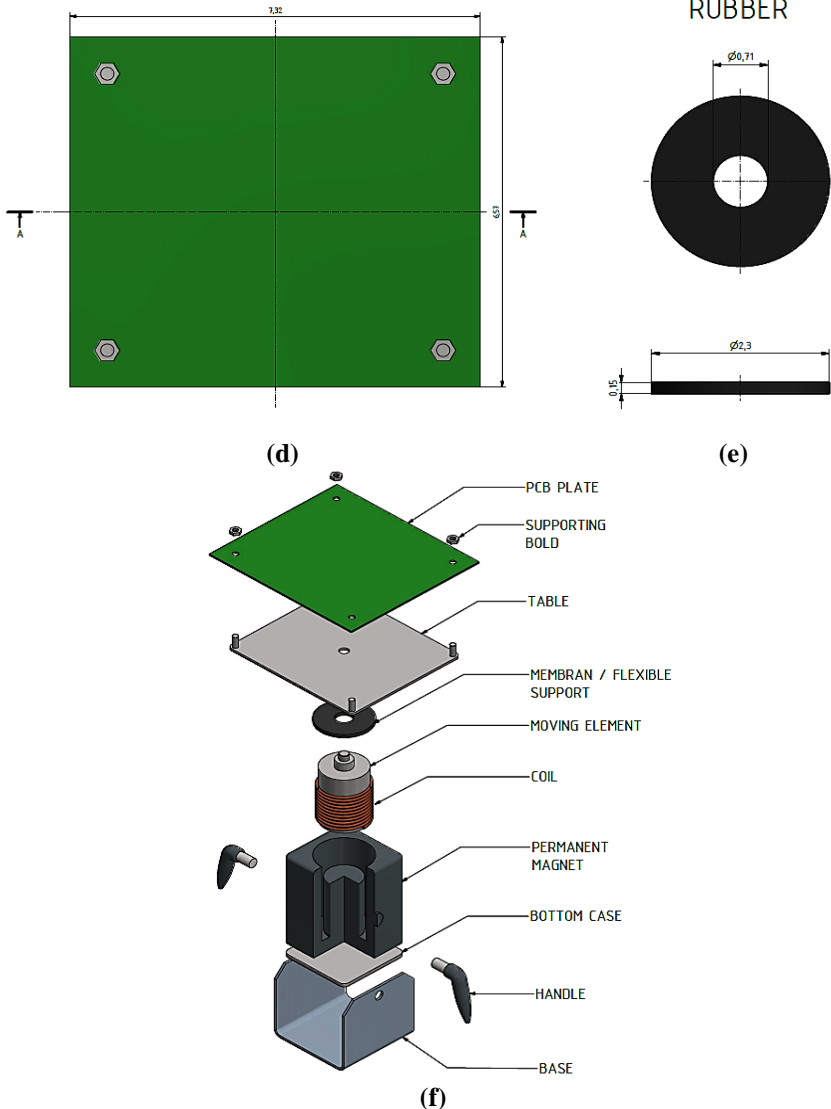 7,32
6,57
A
A
(d)
RUBBER
Ø0,71
Ø2,3
0,15
(e)
PCB PLATE
SUPPORTING
BOLD
TABLE
MEMBRAN / FLEXIBLE
SUPPORT
MOVING ELEMENT
COIL
PERMANENT
MAGNET
BOTTOM CASE
HANDLE
BASE
(f)